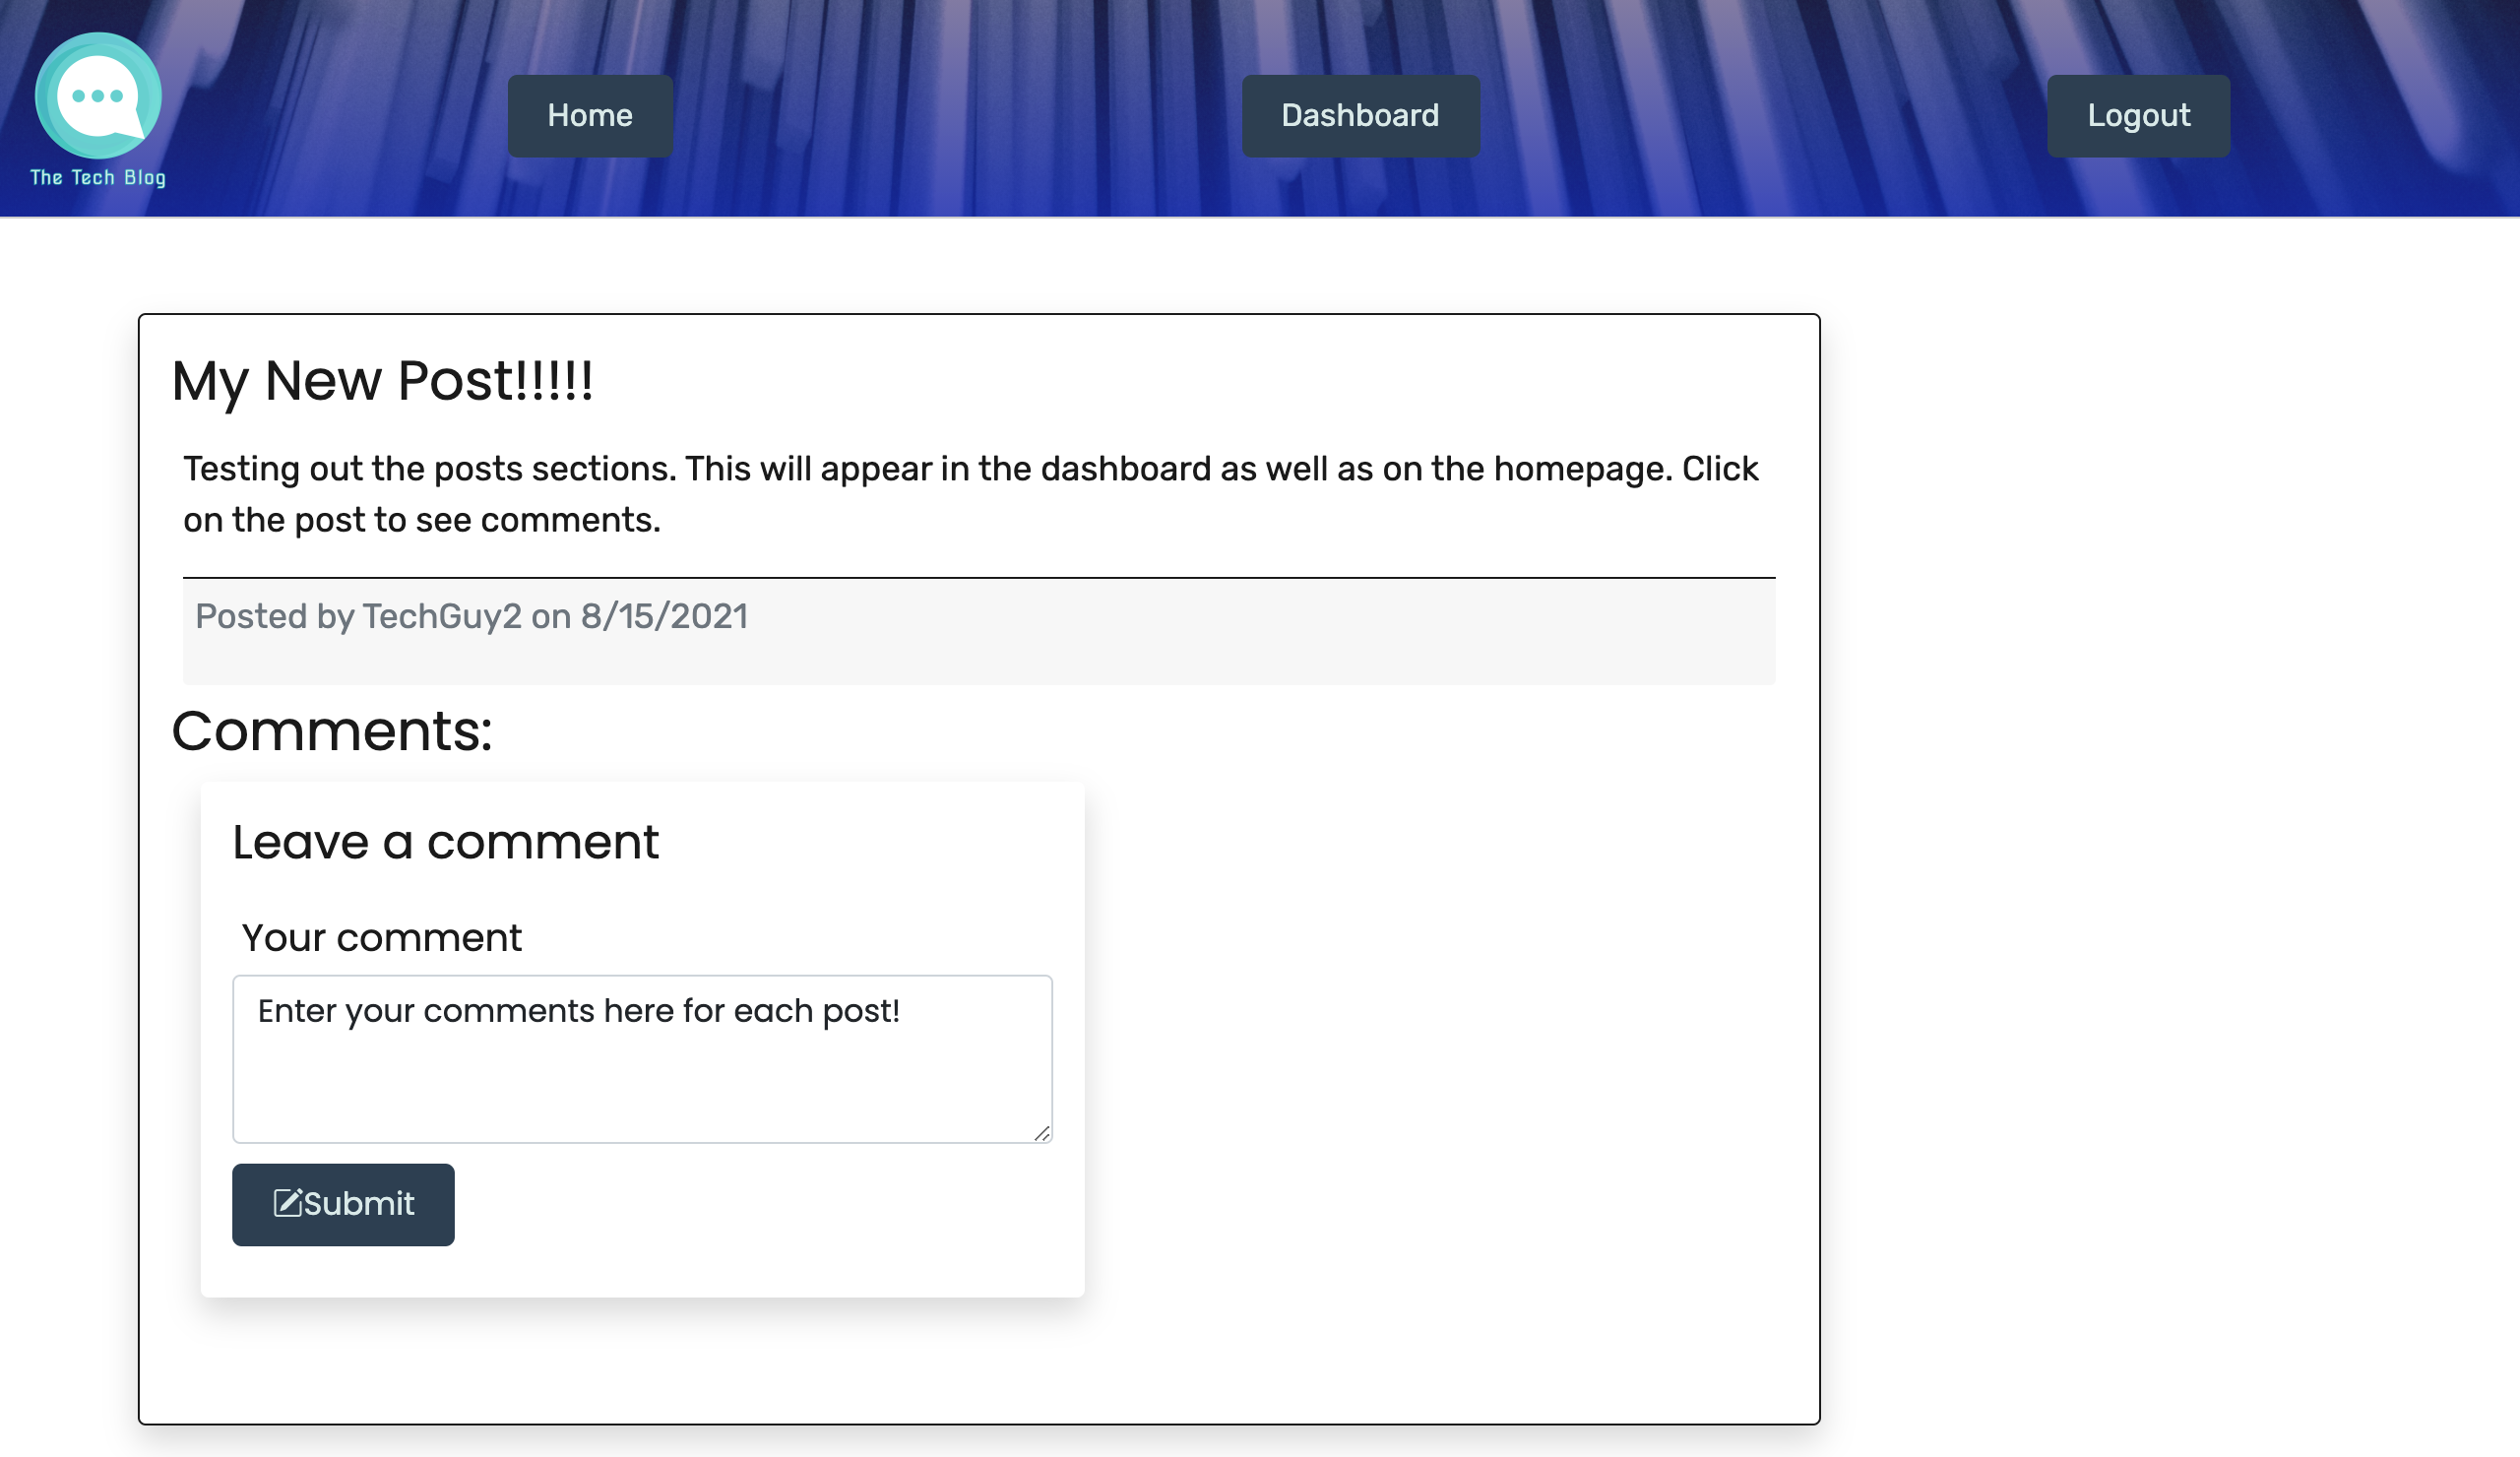 The Tech Blog
Home
Dashboard
Logout
My New Post!!!!!
Testing out the posts sections. This will appear in the dashboard as well as on the homepage. Click
on the post to see comments.
Posted by TechGuy2 on 8/15/2021
Comments:
Leave a comment
Your comment
Enter your comments here for each post!
Submit